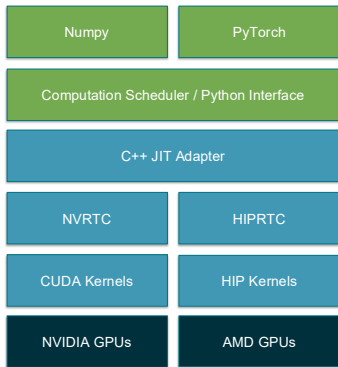 Numpy
PyTorch
Computation Scheduler / Python Interface
C++ JIT Adapter
NVRTC
HIPRTC
CUDA Kernels
HIP Kernels
NVIDIA GPUs
AMD GPUs